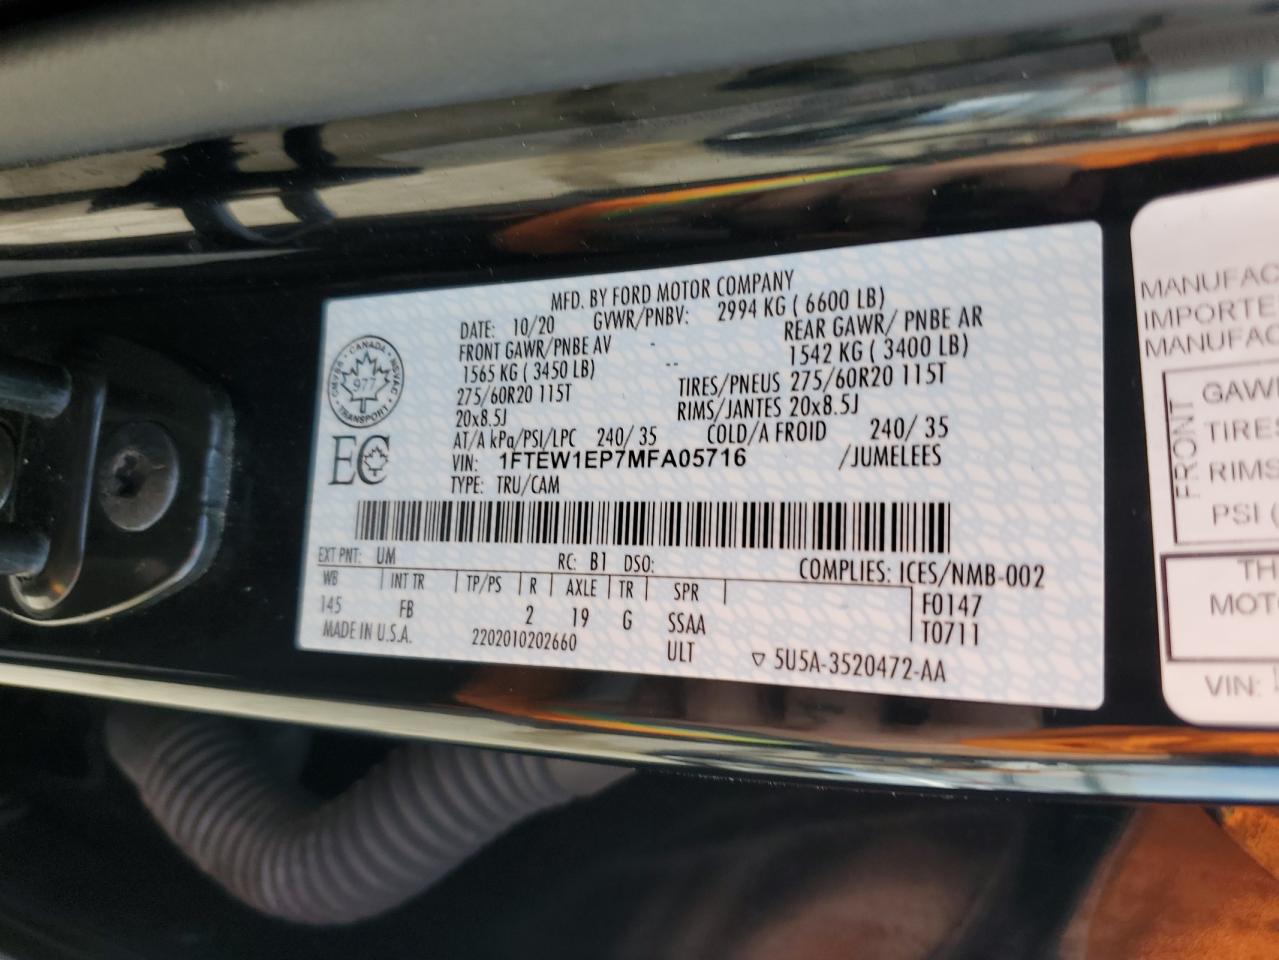 MFD. BY FORD MOTOR COMPANY
DATE: 10/20 GVWR/PNBV: 2994 KG ( 6600 LB)
FRONT GAWR/PNBE AV REAR GAWR/ PNBE AR
1565 KG ( 3450 LB) 1542 KG ( 3400 LB)
275/60R20 115T TIRES/PNEUS 275/60R20 115T
20x8.5J RIMS/JANTES 20x8.5J
AT/A kPa/PSI/LPC 240/ 35 COLD/A FROID 240/ 35
VIN: 1FTEW1EP7MFA05716 /JUMELEES
TYPE: TRU/CAM
CANADA
977
TRANSPORT
EC
EXT PNT: UM RC: B1 DSO: COMPLIES: ICES/NMB-002
WB INT TR TP/PS R AXLE TR SPR F0147
145 FB 2 19 G SSAA T0711
MADE IN U.S.A. 2202010202660 ULT ▽ 5U5A-3520472-AA
MANUFAC
IMPORTE
MANUFAC
FRONT
GAWR
TIRES
RIMS
PSI (
TH
MOT
VIN: